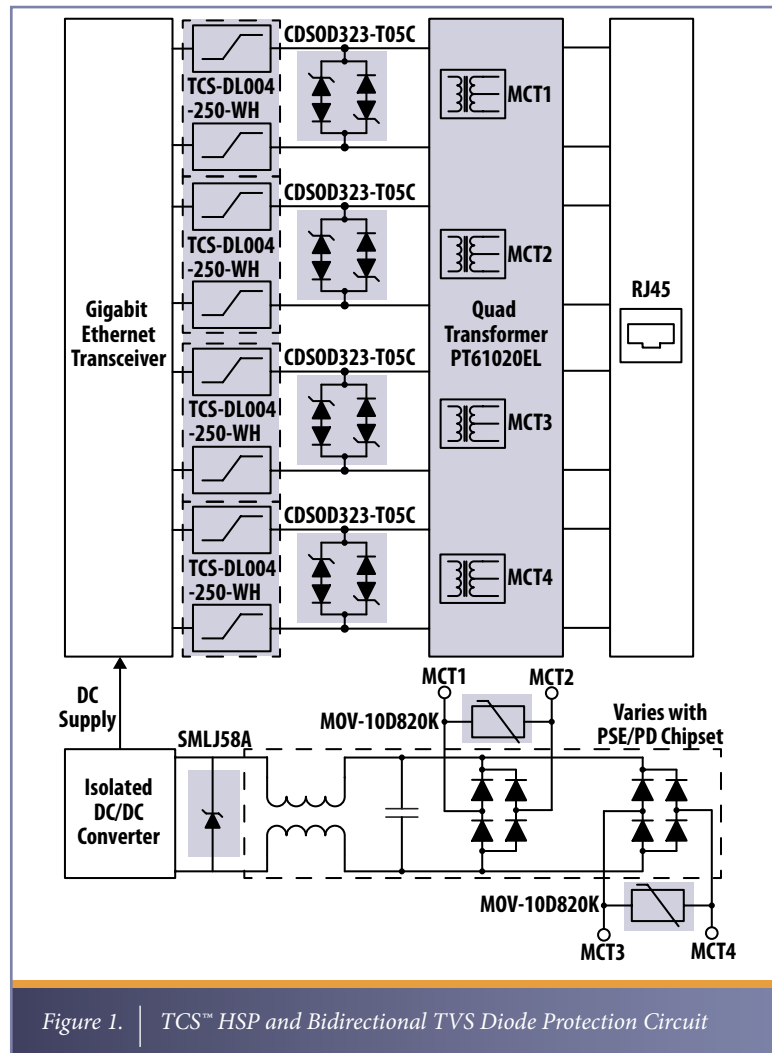 CDSOD323-T05C
TCS-DL004
-250-WH
MCT1
CDSOD323-T05C
TCS-DL004
-250-WH
MCT2
Gigabit
Ethernet
Transceiver
Quad
Transformer
PT61020EL
RJ45
CDSOD323-T05C
TCS-DL004
-250-WH
MCT3
CDSOD323-T05C
TCS-DL004
-250-WH
MCT4
DC
Supply
MCT1
MCT2
MOV-10D820K
Varies with
PSE/PD Chipset
SMLJ58A
Isolated
DC/DC
Converter
MOV-10D820K
MCT3
MCT4
Figure 1. | TCS™ HSP and Bidirectional TVS Diode Protection Circuit